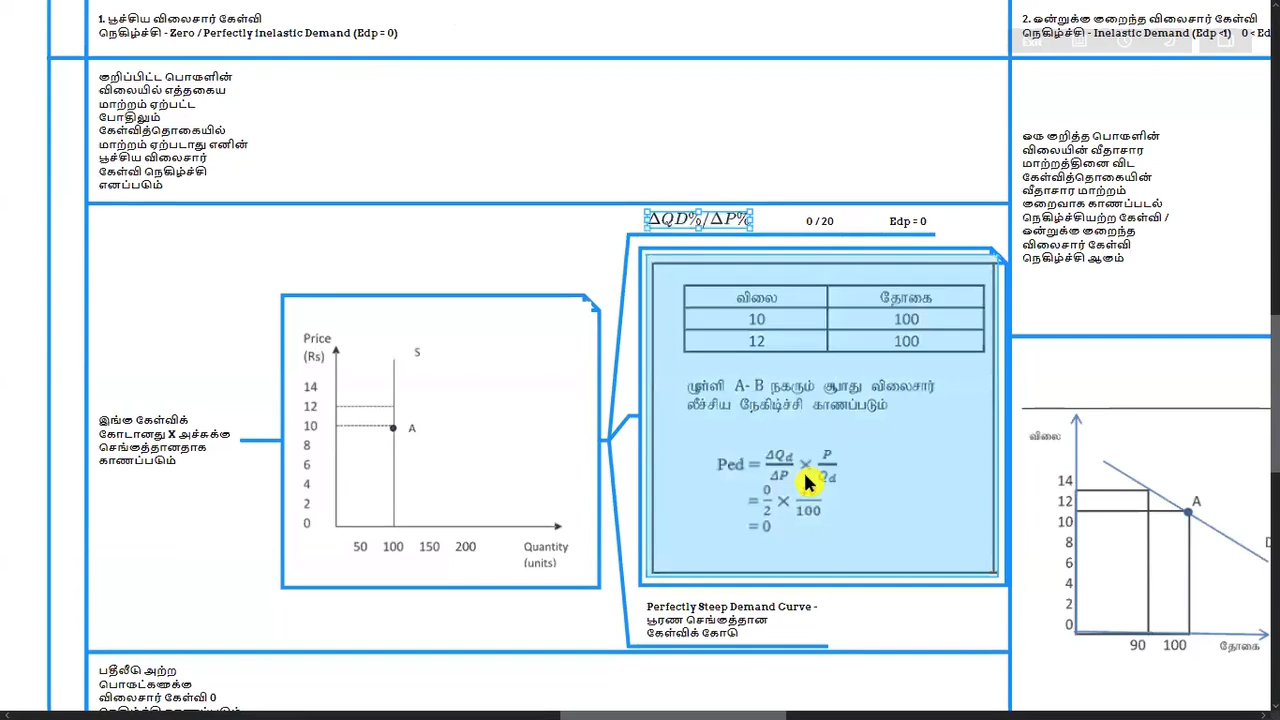 1. பூச்சிய விலைசார் கேள்வி
நெகிழ்ச்சி - Zero / Perfectly inelastic Demand (Edp = 0)
2. ஒன்றுக்கு குறைந்த விலைசார் கேள்வி
நெகிழ்ச்சி - Inelastic Demand (Edp <1) 0 < Ed
குறிப்பிட்ட பொருளின்
விலையில் எத்தகைய
மாற்றம் ஏற்பட்ட
போதிலும்
கேள்வித்தொகையில்
மாற்றம் ஏற்படாது எனின்
பூச்சிய விலைசார்
கேள்வி நெகிழ்ச்சி
எனப்படும்
ஒரு குறித்த பொருளின்
விலையின் வீதாசார
மாற்றத்தினை விட
கேள்வித்தொகையின்
வீதாசார மாற்றம்
குறைவாக காணப்படல்
நெகிழ்ச்சியற்ற கேள்வி /
ஒன்றுக்கு குறைந்த
விலைசார் கேள்வி
நெகிழ்ச்சி ஆகும்
ΔQD%/ΔP% 0 / 20 Edp = 0
இங்கு கேள்விக்
கோடானது X அச்சுக்கு
செங்குத்தானதாக
காணப்படும்
Price
(Rs)
S
14
12
10 A
8
6
4
2
0
50 100 150 200 Quantity
(units)
விலை தோகை
10 100
12 100
முள்ளி A- B நகரும் சூபாது விலைசார்
லீச்சிய நேகிடிச்சி காணப்படும்
Ped = ΔQd/ΔP × P/Qd
= 0/2 × /100
= 0
Perfectly Steep Demand Curve -
பூரண செங்குத்தான
கேள்விக் கோடு
விலை
14
12 A
10
8
6
4
2
0
90 100 தோகை
பதிலீடு அற்ற
பொருட்களுக்கு
விலைசார் கேள்வி 0